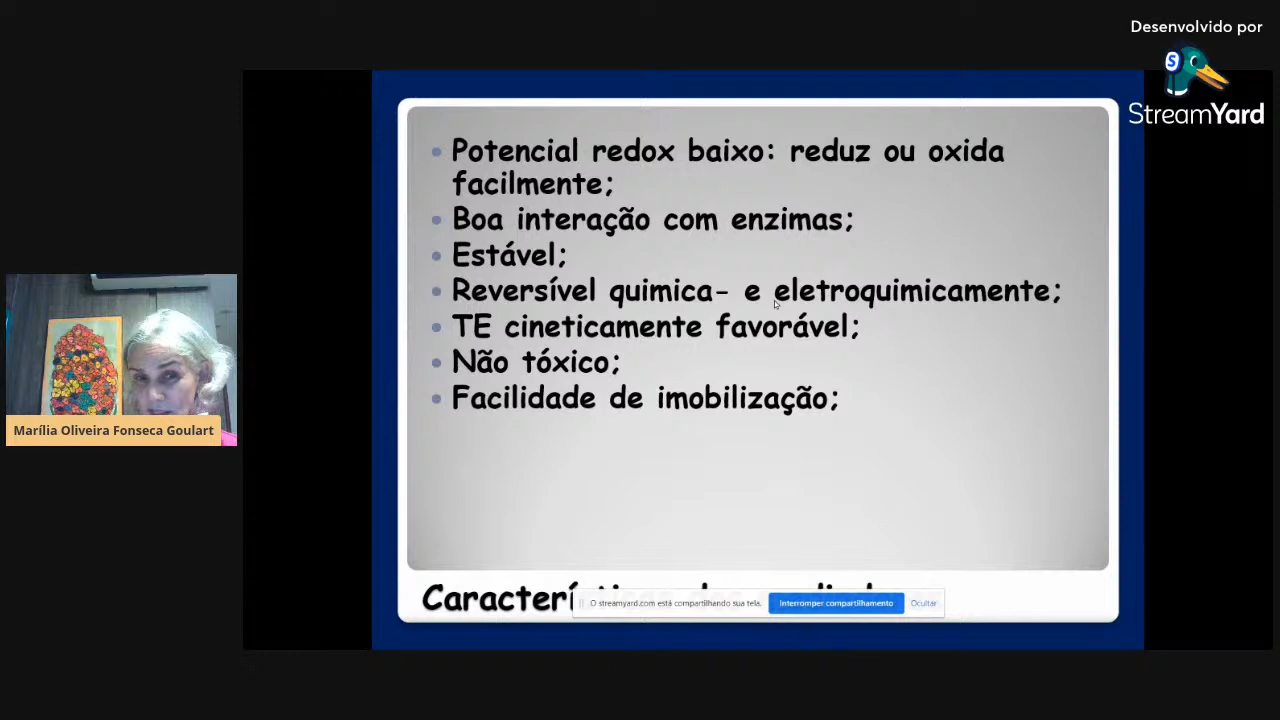 Desenvolvido por
StreamYard
Potencial redox baixo: reduz ou oxida
facilmente;
Boa interação com enzimas;
Estável;
Reversível quimica- e eletroquimicamente;
TE cineticamente favorável;
Não tóxico;
Facilidade de imobilização;
Marília Oliveira Fonseca Goulart
O streamyard.com está compartilhando sua tela.
Interromper compartilhamento
Ocultar